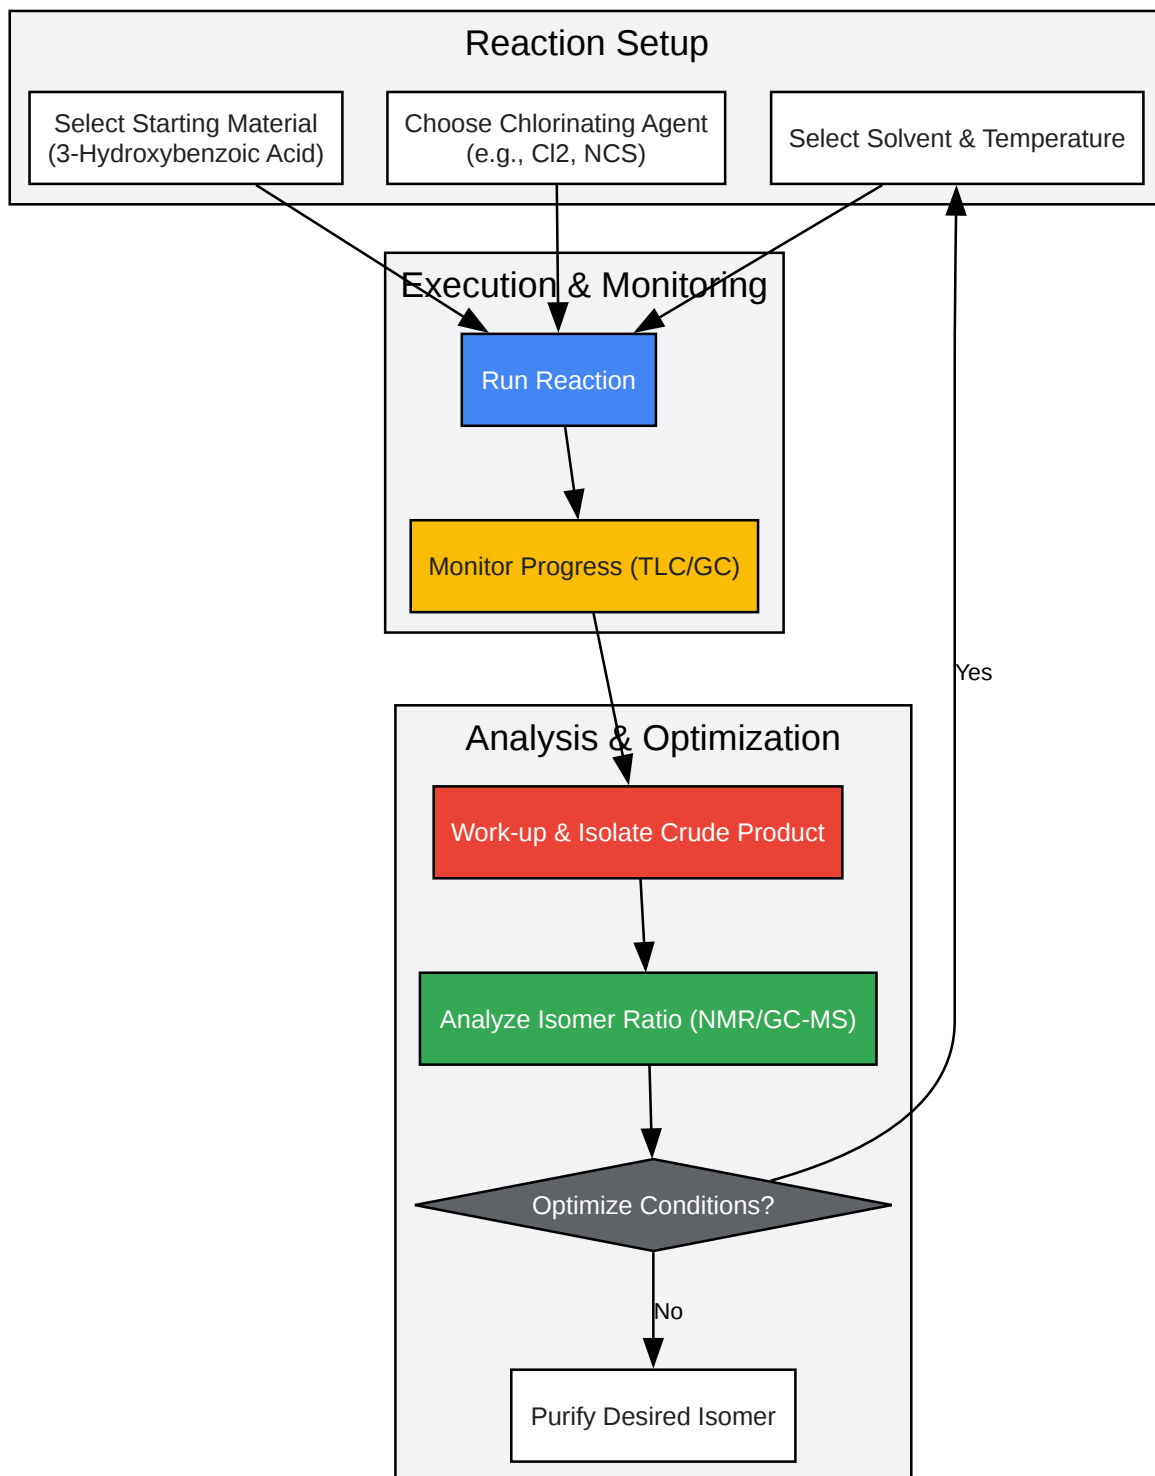 Reaction Setup
Select Starting Material
(3-Hydroxybenzoic Acid)
Choose Chlorinating Agent
(e.g., Cl2, NCS)
Select Solvent & Temperature
Execution & Monitoring
Run Reaction
Monitor Progress (TLC/GC)
Yes
Analysis & Optimization
Work-up & Isolate Crude Product
Analyze Isomer Ratio (NMR/GC-MS)
Optimize Conditions?
No
Purify Desired Isomer